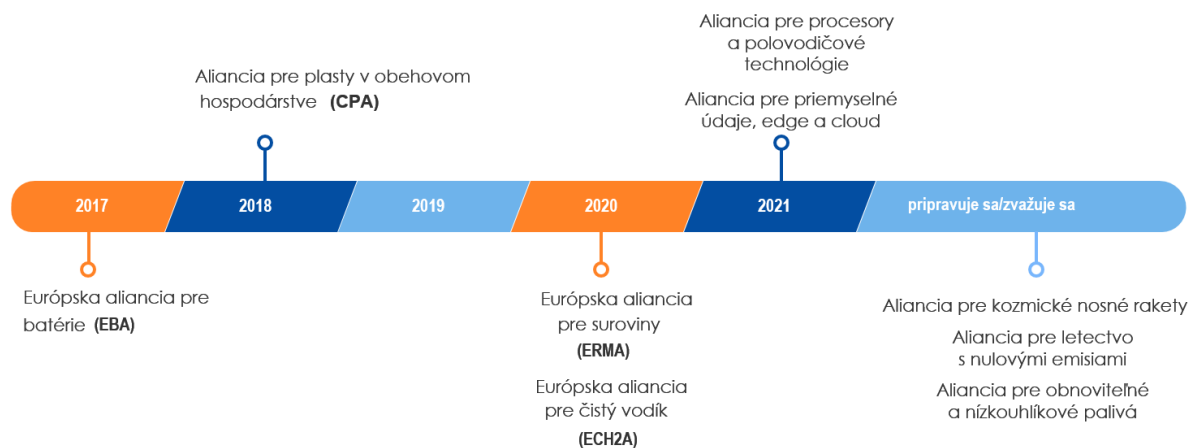 Aliancia pre procesory
a polovodičové
technológie
Aliancia pre priemyselné
údaje, edge a cloud
Aliancia pre plasty v obehovom
hospodárstve (CPA)
2017
2018
2019
2020
2021
pripravuje sa/zvažuje sa
Európska aliancia pre
batérie (EBA)
Európska aliancia
pre suroviny
(ERMA)
Európska aliancia
pre čistý vodík
(ECH2A)
Aliancia pre kozmické nosné rakety
Aliancia pre letectvo
s nulovými emisiami
Aliancia pre obnoviteľné
a nízkouhlíkové palivá